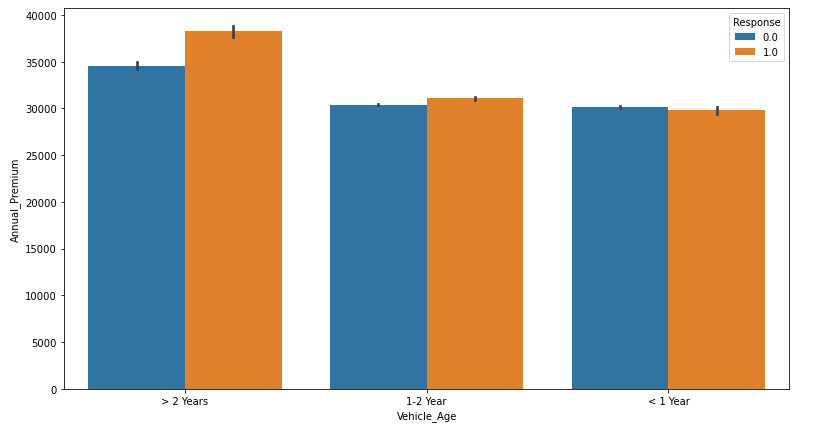 Response
0.0
1.0
40000
35000
30000
25000
20000
15000
10000
5000
0
Annual_Premium
> 2 Years
1-2 Year
< 1 Year
Vehicle_Age